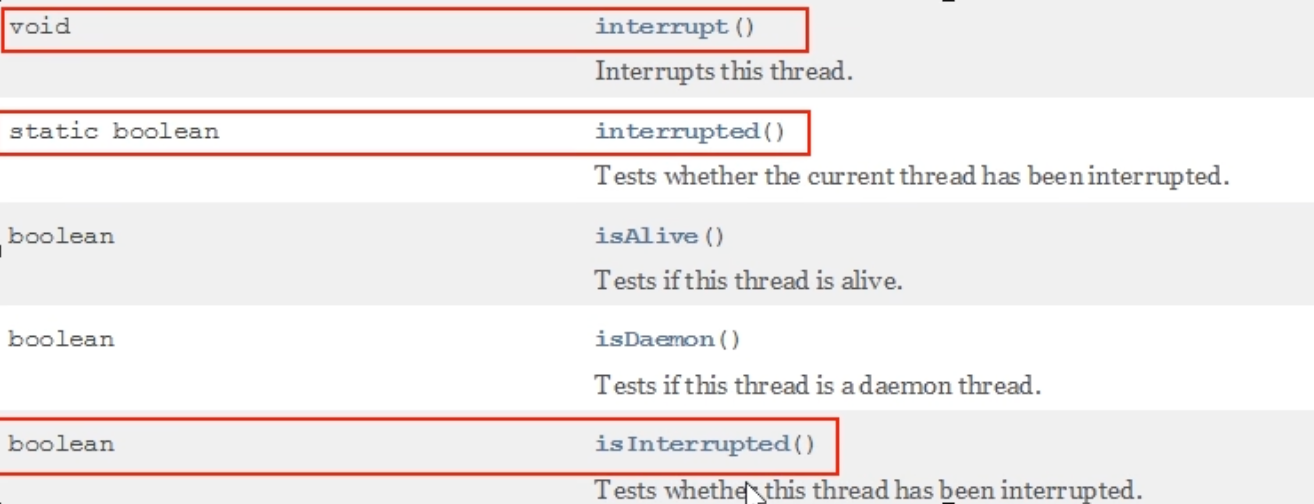 void interrupt()
Interrupts this thread.
static boolean interrupted()
Tests whether the current thread has been interrupted.
boolean isAlive()
Tests if this thread is alive.
boolean isDaemon()
Tests if this thread is a daemon thread.
boolean isInterrupted()
Tests whether this thread has been interrupted.